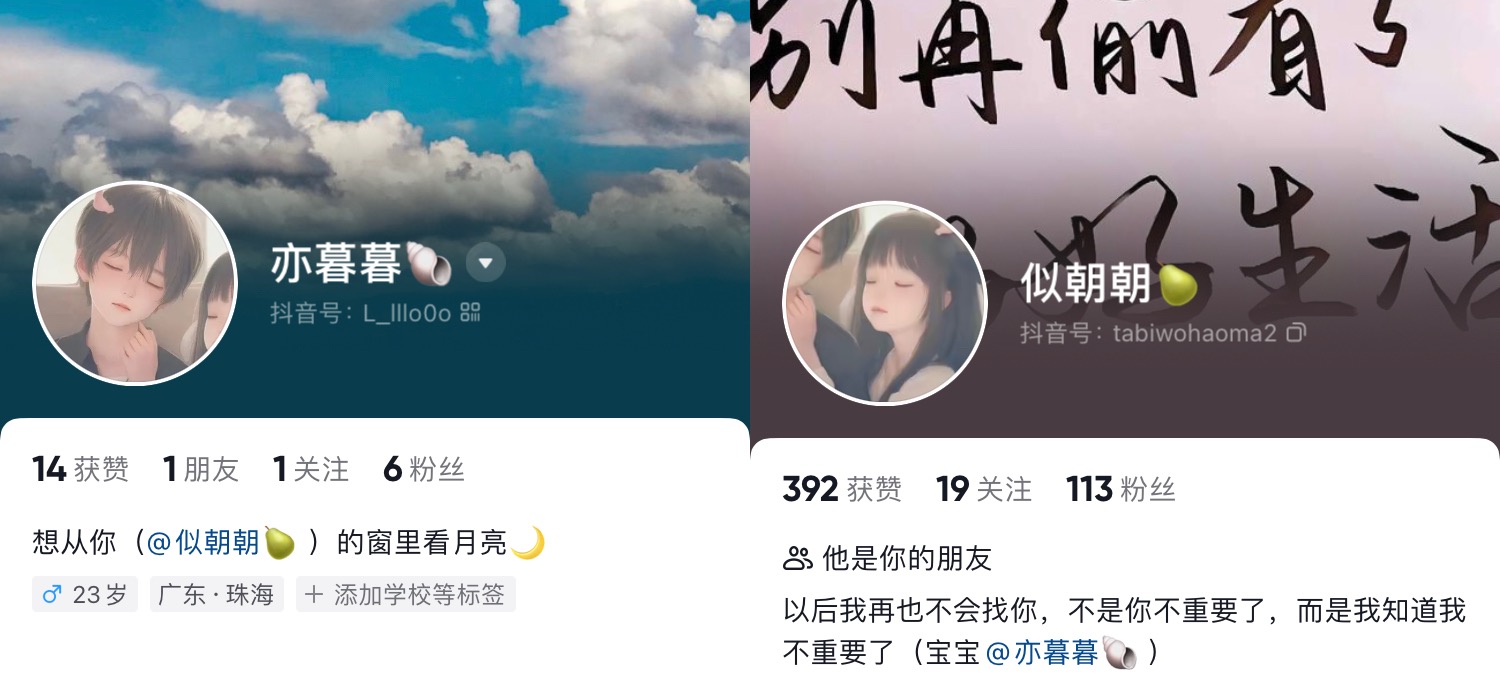 亦暮暮🐚
抖音号：L_lllo0o
14 获赞 1 朋友 1 关注 6 粉丝
想从你（@似朝朝🍐 ）的窗里看月亮🌙
♂ 23岁 广东·珠海 + 添加学校等标签
别再偷看了
好生活
似朝朝🍐
抖音号：tabiwohaoma2
392 获赞 19 关注 113 粉丝
他是你的朋友
以后我再也不会找你，不是你不重要了，而是我知道我
不重要了（宝宝@亦暮暮🐚 ）